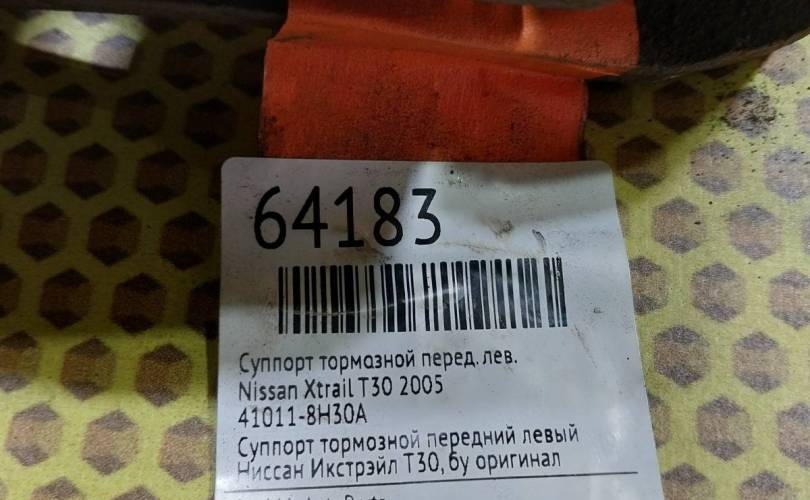 64183
Суппорт тормозной перед. лев.
Nissan Xtrail T30 2005
41011-8H30A
Суппорт тормозной передний левый
Ниссан Икстрэйл Т30, бу оригинал